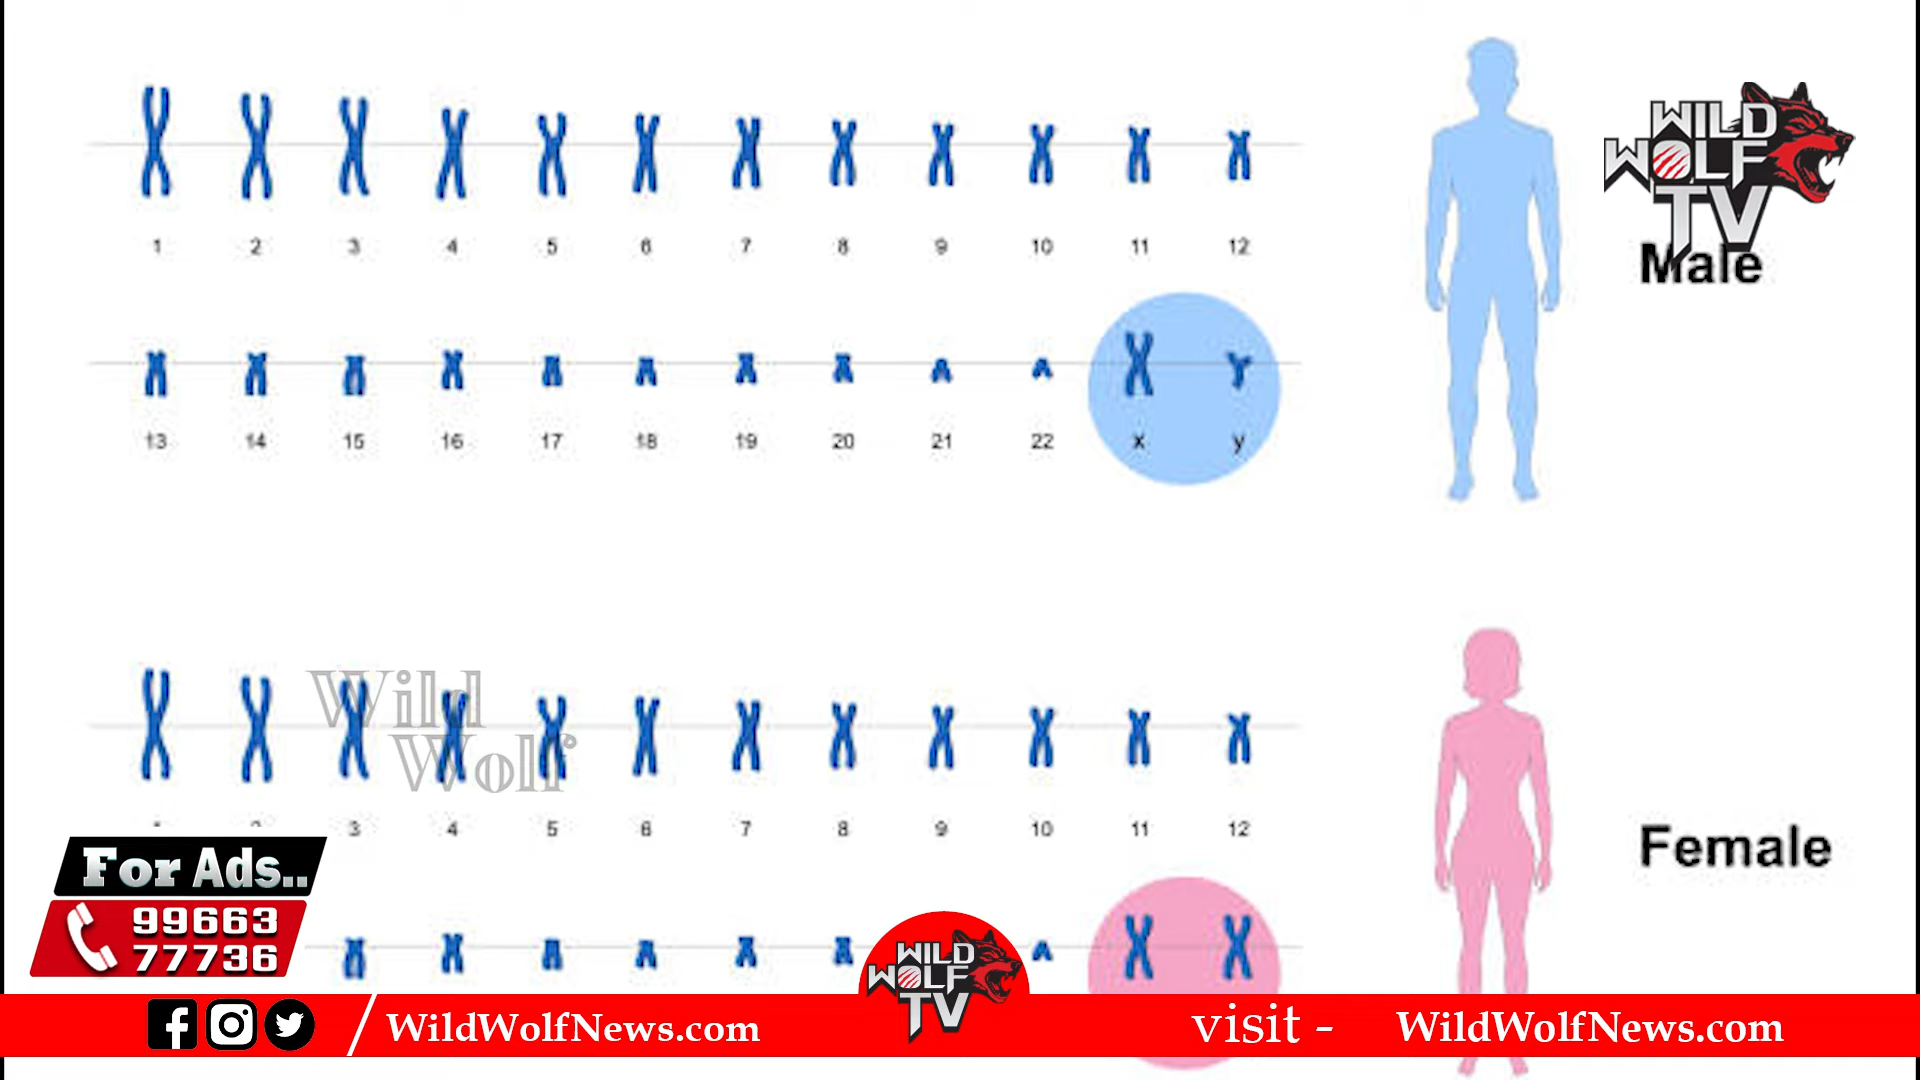 1 2 3 4 5 6 7 8 9 10 11 12
WILD
WOLF
TV
Male
13 14 15 16 17 18 19 20 21 22 x y
Wild
Wolf
3 4 5 6 7 8 9 10 11 12
Female
For Ads..
99663
77736
WILD
WOLF
TV
WildWolfNews.com
visit - WildWolfNews.com